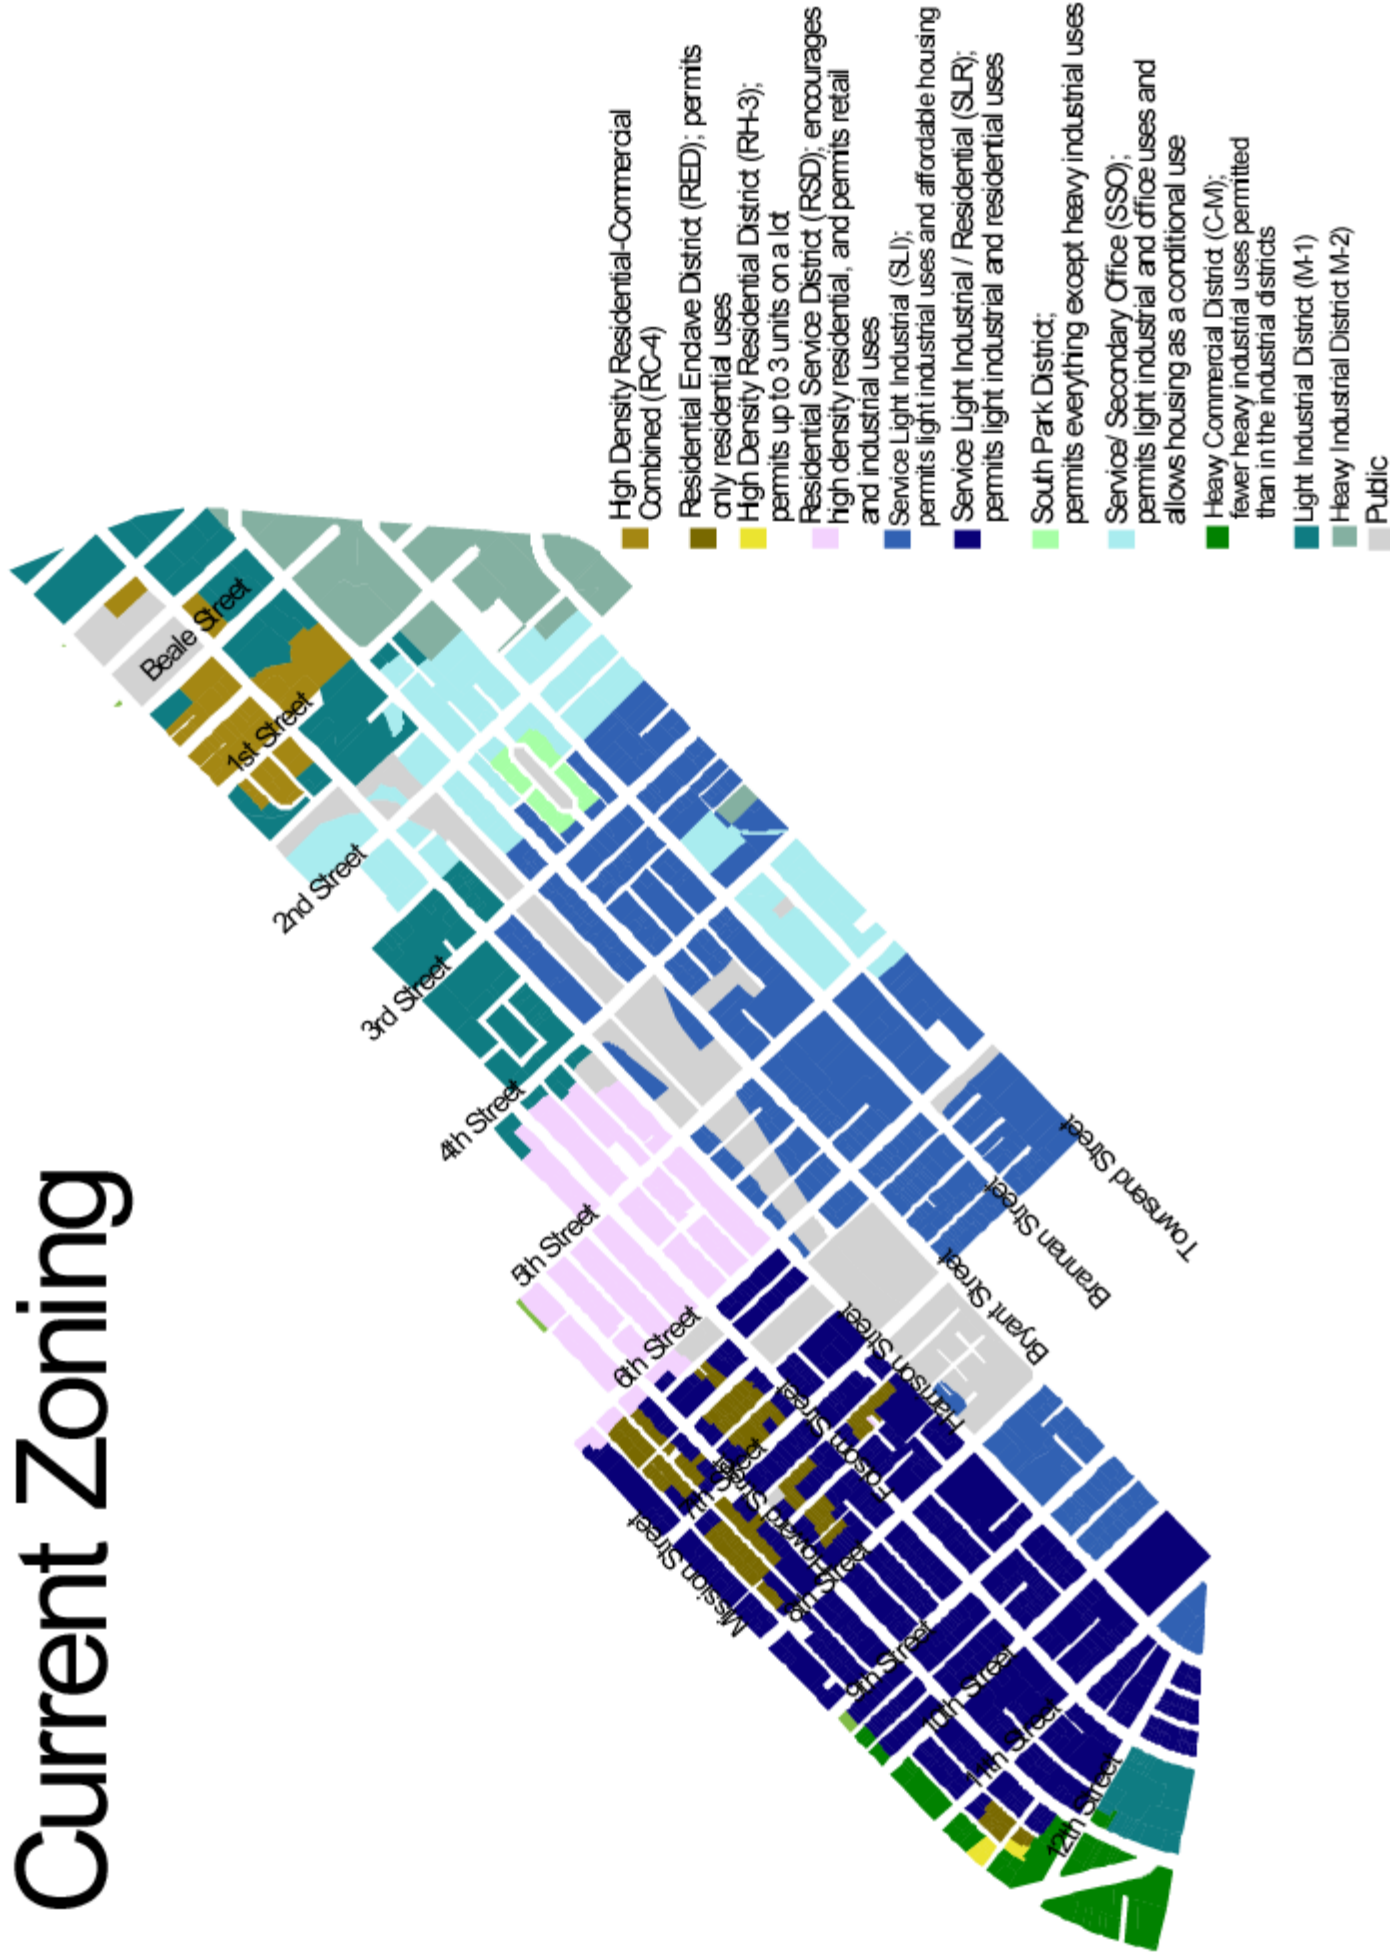 Current Zoning
Beale Street
1st Street
2nd Street
3rd Street
4th Street
5th Street
6th Street
7th Street
8th Street
9th Street
10th Street
11th Street
12th Street
Mission Street
Howard Street
Folsom Street
Harrison Street
Bryant Street
Brannan Street
Townsend Street
High Density Residential-Commercial
Combined (RC-4)
Residential Enclave District (RED); permits
only residential uses
High Density Residential District (RH-3);
permits up to 3 units on a lot
Residential Service District (RSD); encourages
high density residential, and permits retail
and industrial uses
Service Light Industrial (SLI);
permits light industrial uses and affordable housing
Service Light Industrial / Residential (SLR);
permits light industrial and residential uses
South Park District;
permits everything except heavy industrial uses
Service/ Secondary Office (SSO);
permits light industrial and office uses and
allows housing as a conditional use
Heavy Commercial District (C-M);
fewer heavy industrial uses permitted
than in the industrial districts
Light Industrial District (M-1)
Heavy Industrial District M-2)
Public